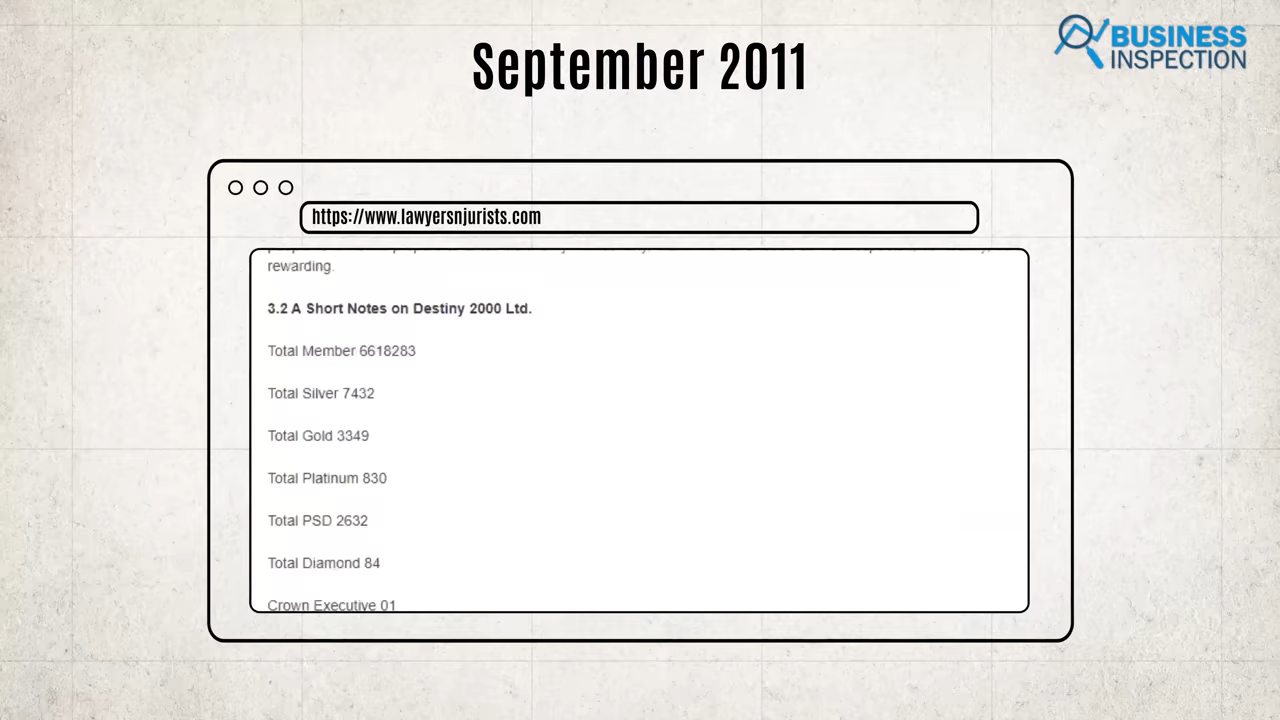 September 2011
BUSINESS
INSPECTION
https://www.lawyersnjurists.com
rewarding.
3.2 A Short Notes on Destiny 2000 Ltd.
Total Member 6618283
Total Silver 7432
Total Gold 3349
Total Platinum 830
Total PSD 2632
Total Diamond 84
Crown Executive 01